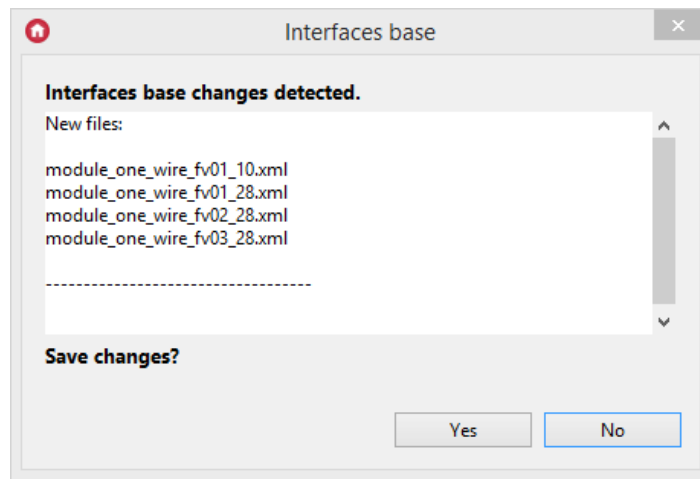 Interfaces base
Interfaces base changes detected.
New files:
module_one_wire_fv01_10.xml
module_one_wire_fv01_28.xml
module_one_wire_fv02_28.xml
module_one_wire_fv03_28.xml
-----------------------------------
Save changes?
Yes No